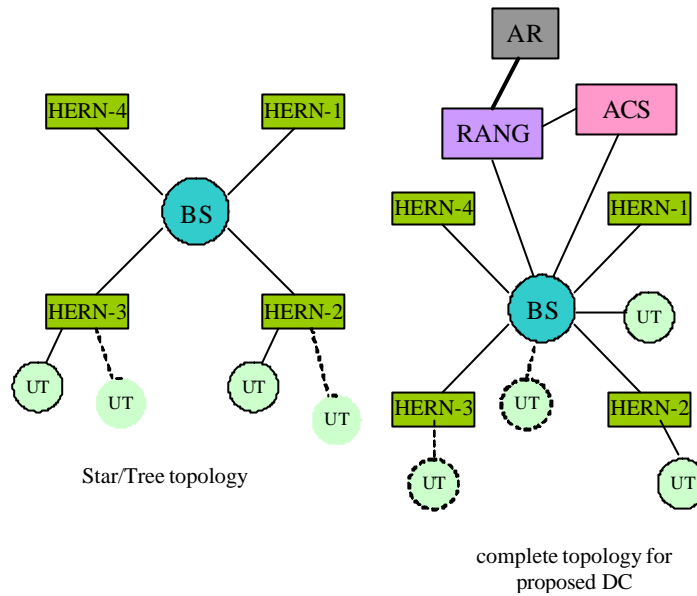 HERN-4
HERN-1
BS
HERN-3
HERN-2
UT
UT
UT
UT
Star/Tree topology
AR
RANG
ACS
HERN-4
HERN-1
BS
UT
UT
HERN-3
HERN-2
UT
UT
complete topology for
proposed DC